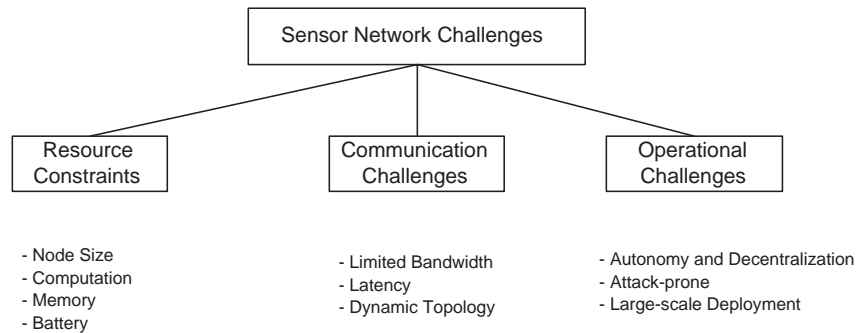 Sensor Network Challenges
Resource
Constraints
Communication
Challenges
Operational
Challenges
- Node Size
- Computation
- Memory
- Battery
- Limited Bandwidth
- Latency
- Dynamic Topology
- Autonomy and Decentralization
- Attack-prone
- Large-scale Deployment